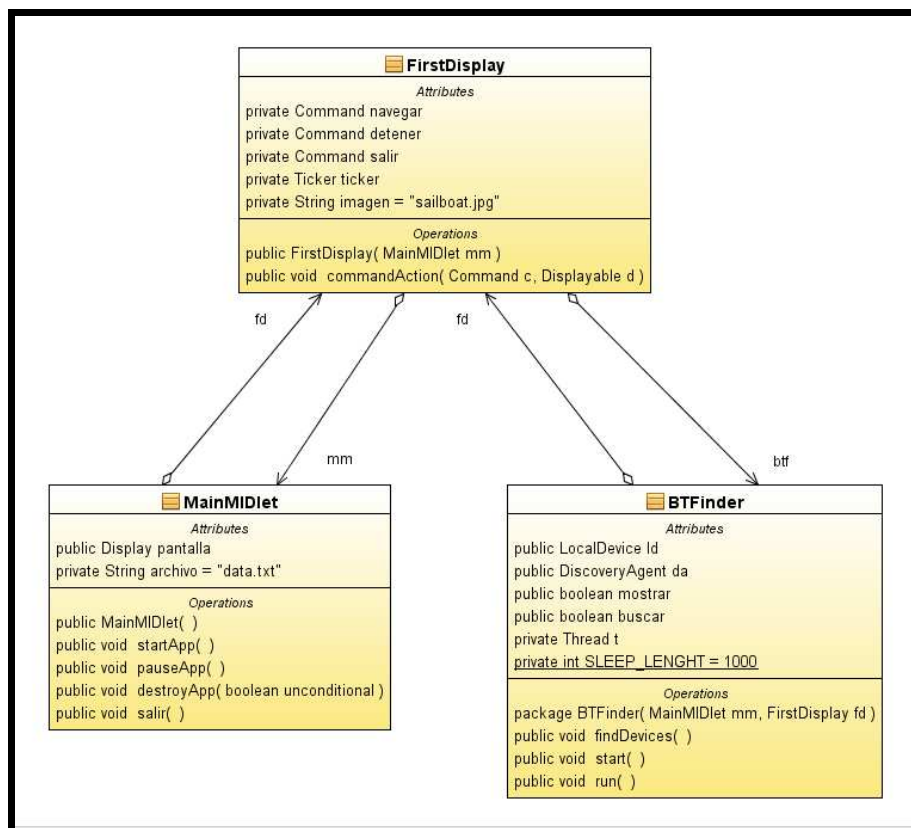 FirstDisplay
Attributes
private Command navegar
private Command detener
private Command salir
private Ticker ticker
private String imagen = "sailboat.jpg"
Operations
public FirstDisplay( MainMIDlet mm )
public void commandAction( Command c, Displayable d )
fd
fd
mm
btf
MainMIDlet
Attributes
public Display pantalla
private String archivo = "data.txt"
Operations
public MainMIDlet( )
public void startApp( )
public void pauseApp( )
public void destroyApp( boolean unconditional )
public void salir( )
BTFinder
Attributes
public LocalDevice ld
public DiscoveryAgent da
public boolean mostrar
public boolean buscar
private Thread t
private int SLEEP_LENGHT = 1000
Operations
package BTFinder( MainMIDlet mm, FirstDisplay fd )
public void findDevices( )
public void start( )
public void run( )